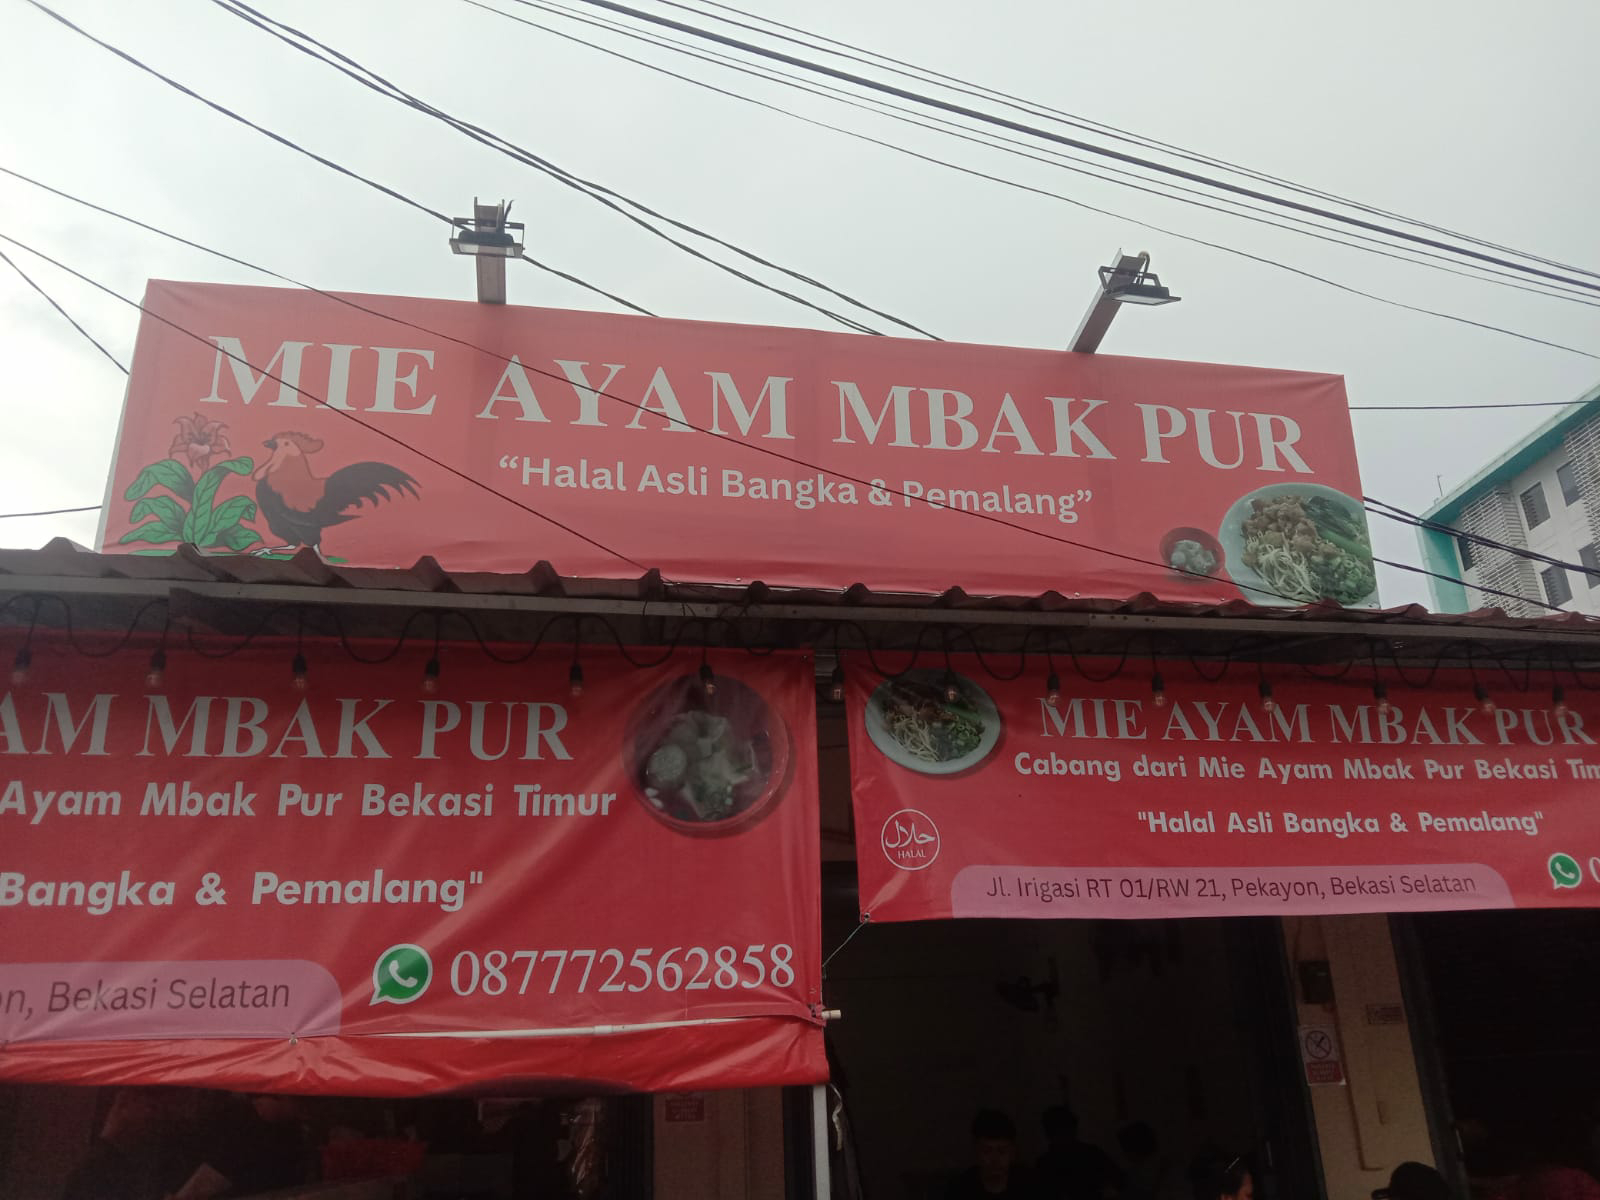 MIE AYAM MBAK PUR
“Halal Asli Bangka & Pemalang”
AM MBAK PUR
Ayam Mbak Pur Bekasi Timur
Bangka & Pemalang"
Bekasi Selatan
087772562858
MIE AYAM MBAK PUR
Cabang dari Mie Ayam Mbak Pur Bekasi Tim
"Halal Asli Bangka & Pemalang"
حلال
HALAL
Jl. Irigasi RT 01/RW 21, Pekayon, Bekasi Selatan
0